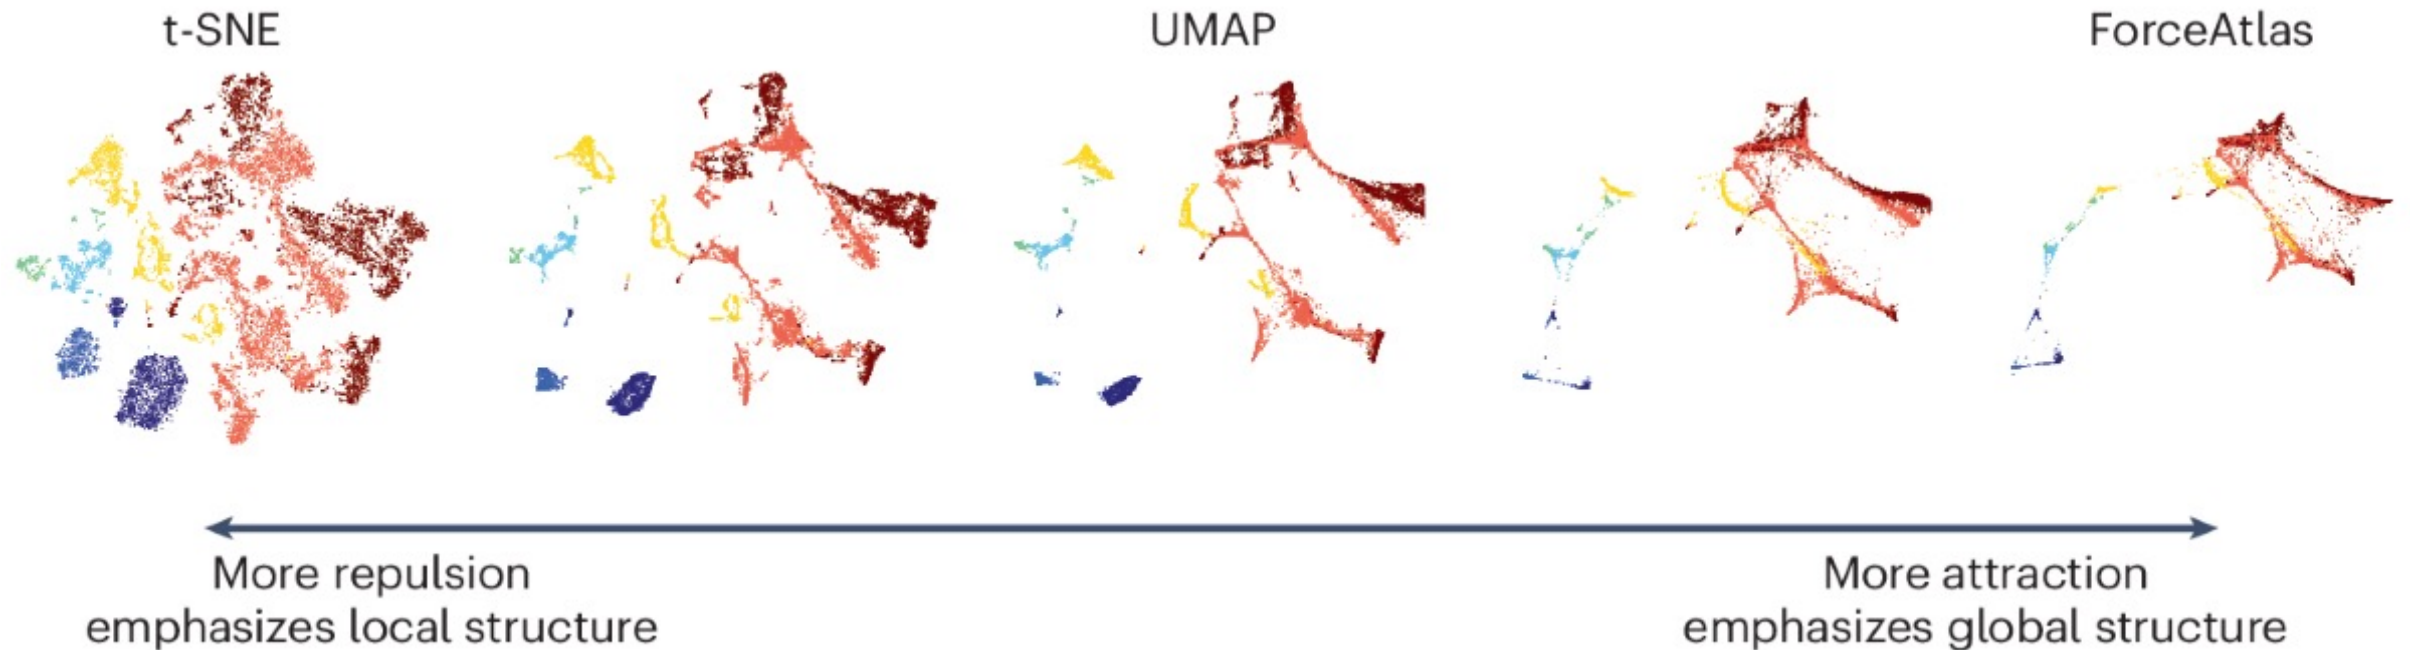 t-SNE
UMAP
ForceAtlas
More repulsion
emphasizes local structure
More attraction
emphasizes global structure